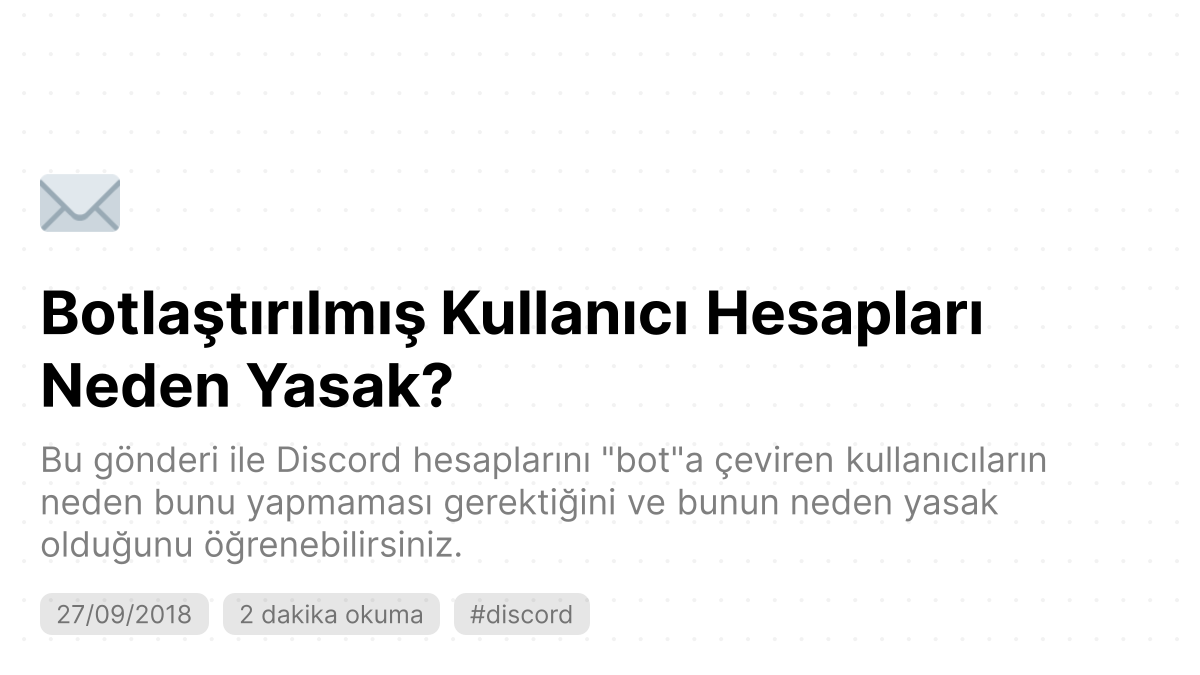 Botlaştırılmış Kullanıcı Hesapları
Neden Yasak?
Bu gönderi ile Discord hesaplarını "bot"a çeviren kullanıcıların
neden bunu yapmaması gerektiğini ve bunun neden yasak
olduğunu öğrenebilirsiniz.
27/09/2018 2 dakika okuma #discord